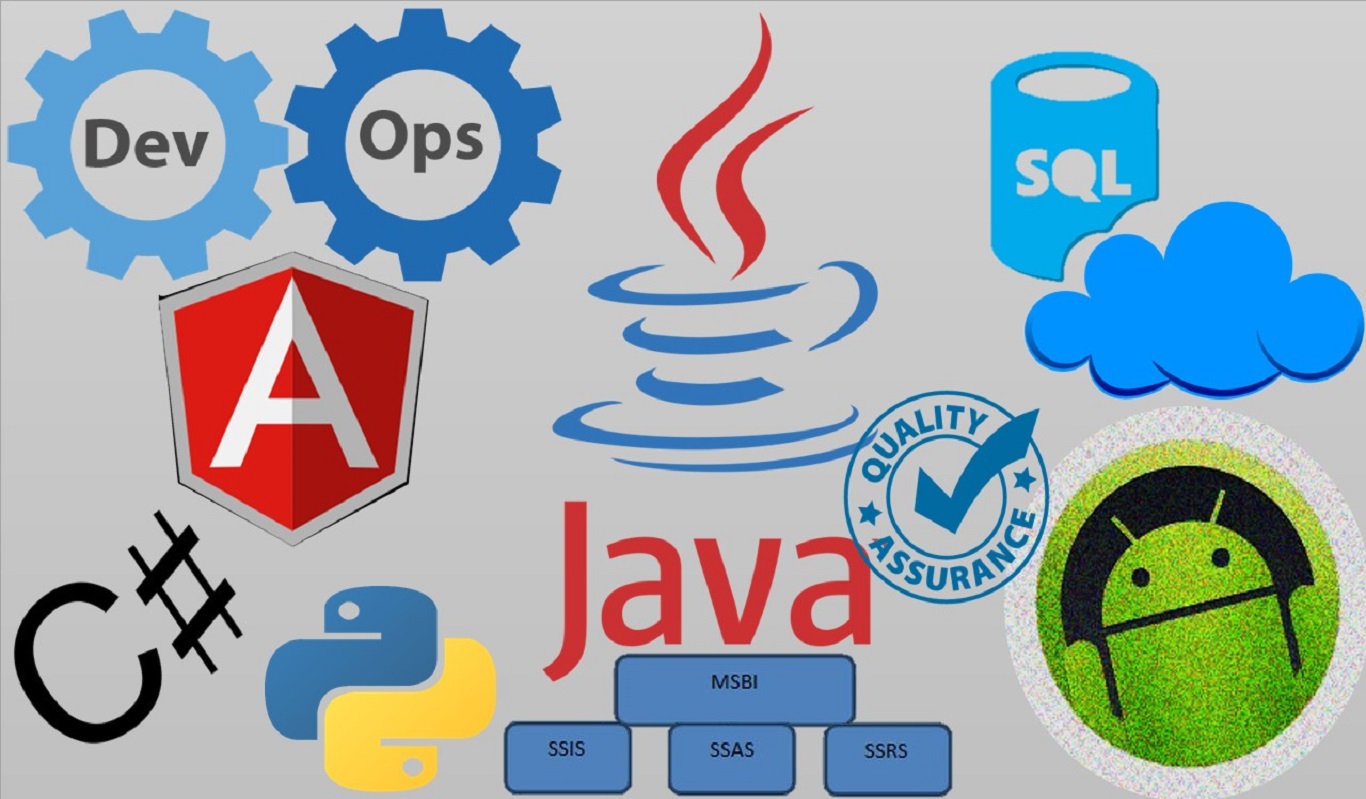 Dev
Ops
SQL
A
QUALITY
ASSURANCE
Java
C#
MSBI
SSIS
SSAS
SSRS